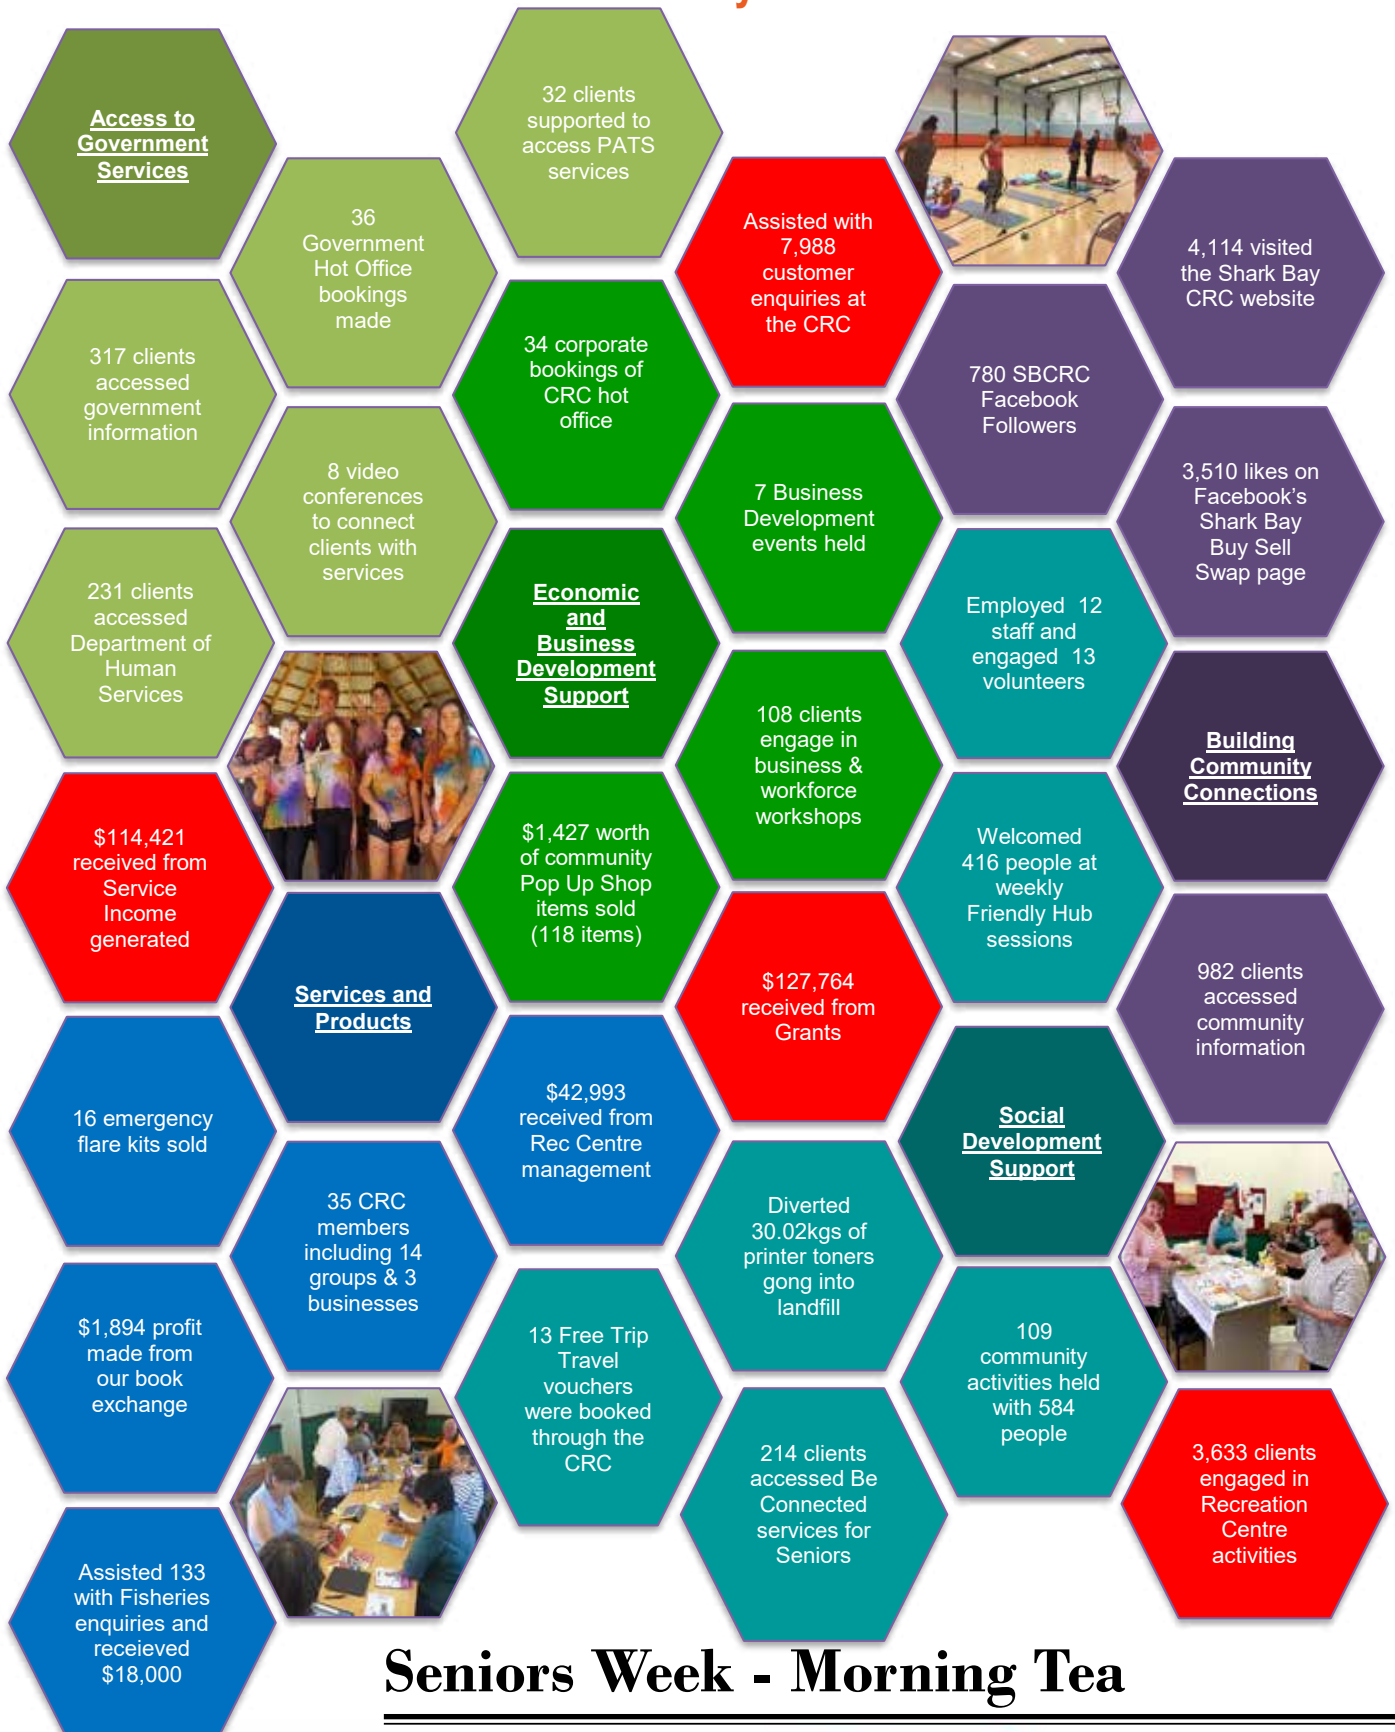 Access to
Government
Services
32 clients
supported to
access PATS
services
36
Government
Hot Office
bookings
made
Assisted with
7,988
customer
enquiries at
the CRC
4,114 visited
the Shark Bay
CRC website
317 clients
accessed
government
information
34 corporate
bookings of
CRC hot
office
780 SBCRC
Facebook
Followers
8 video
conferences
to connect
clients with
services
7 Business
Development
events held
3,510 likes on
Facebook's
Shark Bay
Buy Sell
Swap page
231 clients
accessed
Department of
Human
Services
Economic
and
Business
Development
Support
Employed  12
staff and
engaged  13
volunteers
108 clients
engage in
business &
workforce
workshops
Building
Community
Connections
$114,421
received from
Service
Income
generated
$1,427 worth
of community
Pop Up Shop
items sold
(118 items)
Welcomed
416 people at
weekly
Friendly Hub
sessions
Services and
Products
$127,764
received from
Grants
982 clients
accessed
community
information
16 emergency
flare kits sold
$42,993
received from
Rec Centre
management
Social
Development
Support
35 CRC
members
including 14
groups & 3
businesses
Diverted
30.02kgs of
printer toners
gong into
landfill
$1,894 profit
made from
our book
exchange
13 Free Trip
Travel
vouchers
were booked
through the
CRC
109
community
activities held
with 584
people
214 clients
accessed Be
Connected
services for
Seniors
3,633 clients
engaged in
Recreation
Centre
activities
Assisted 133
with Fisheries
enquiries and
receieved
$18,000
Seniors Week - Morning Tea